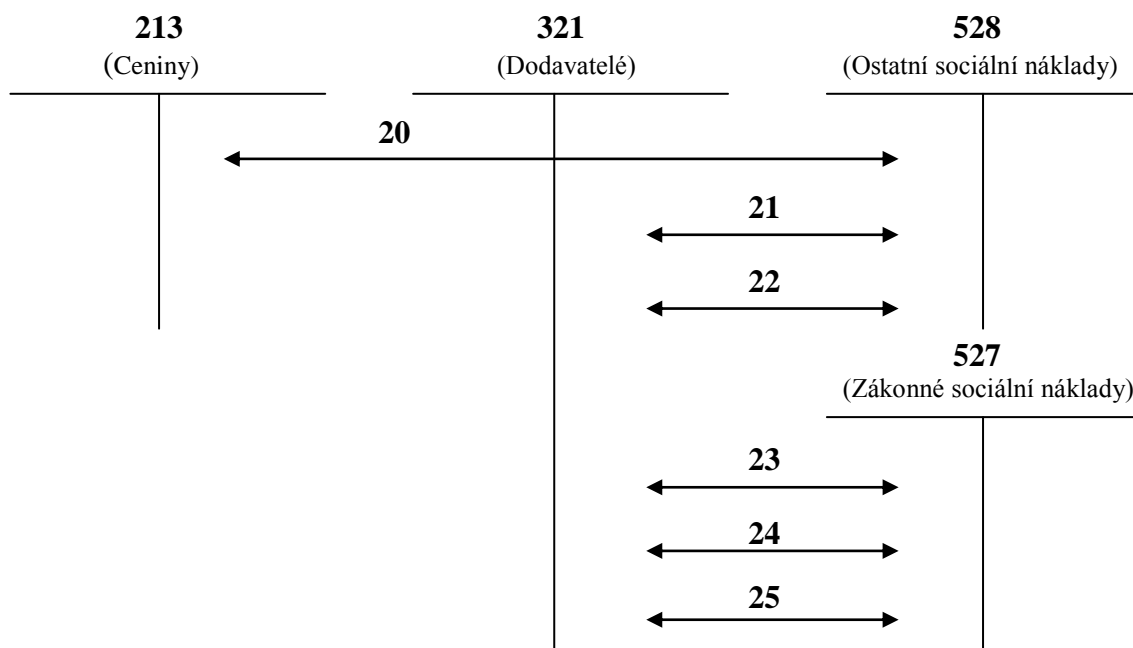 213 321 528
(Ceniny) (Dodavatelé) (Ostatní sociální náklady)
20
21
22
527
(Zákonné sociální náklady)
23
24
25